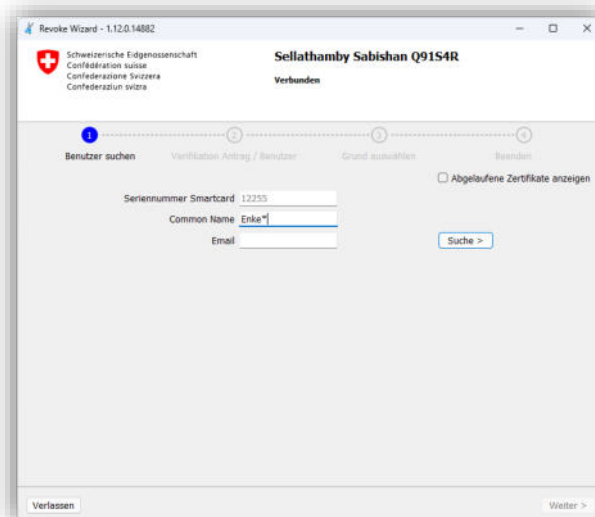 Revoke Wizard - 1.12.0.14882
Schweizerische Eidgenossenschaft
Confédération suisse
Confederazione Svizzera
Confederaziun svizra
Sellathamby Sabishan Q91S4R
Verbunden
1 2 3 4
Benutzer suchen Verifikation Antrag / Benutzer Grund auswählen Beenden
Abgelaufene Zertifikate anzeigen
Seriennummer Smartcard 12255
Common Name Enke*
Email Suche >
Verlassen Weiter >